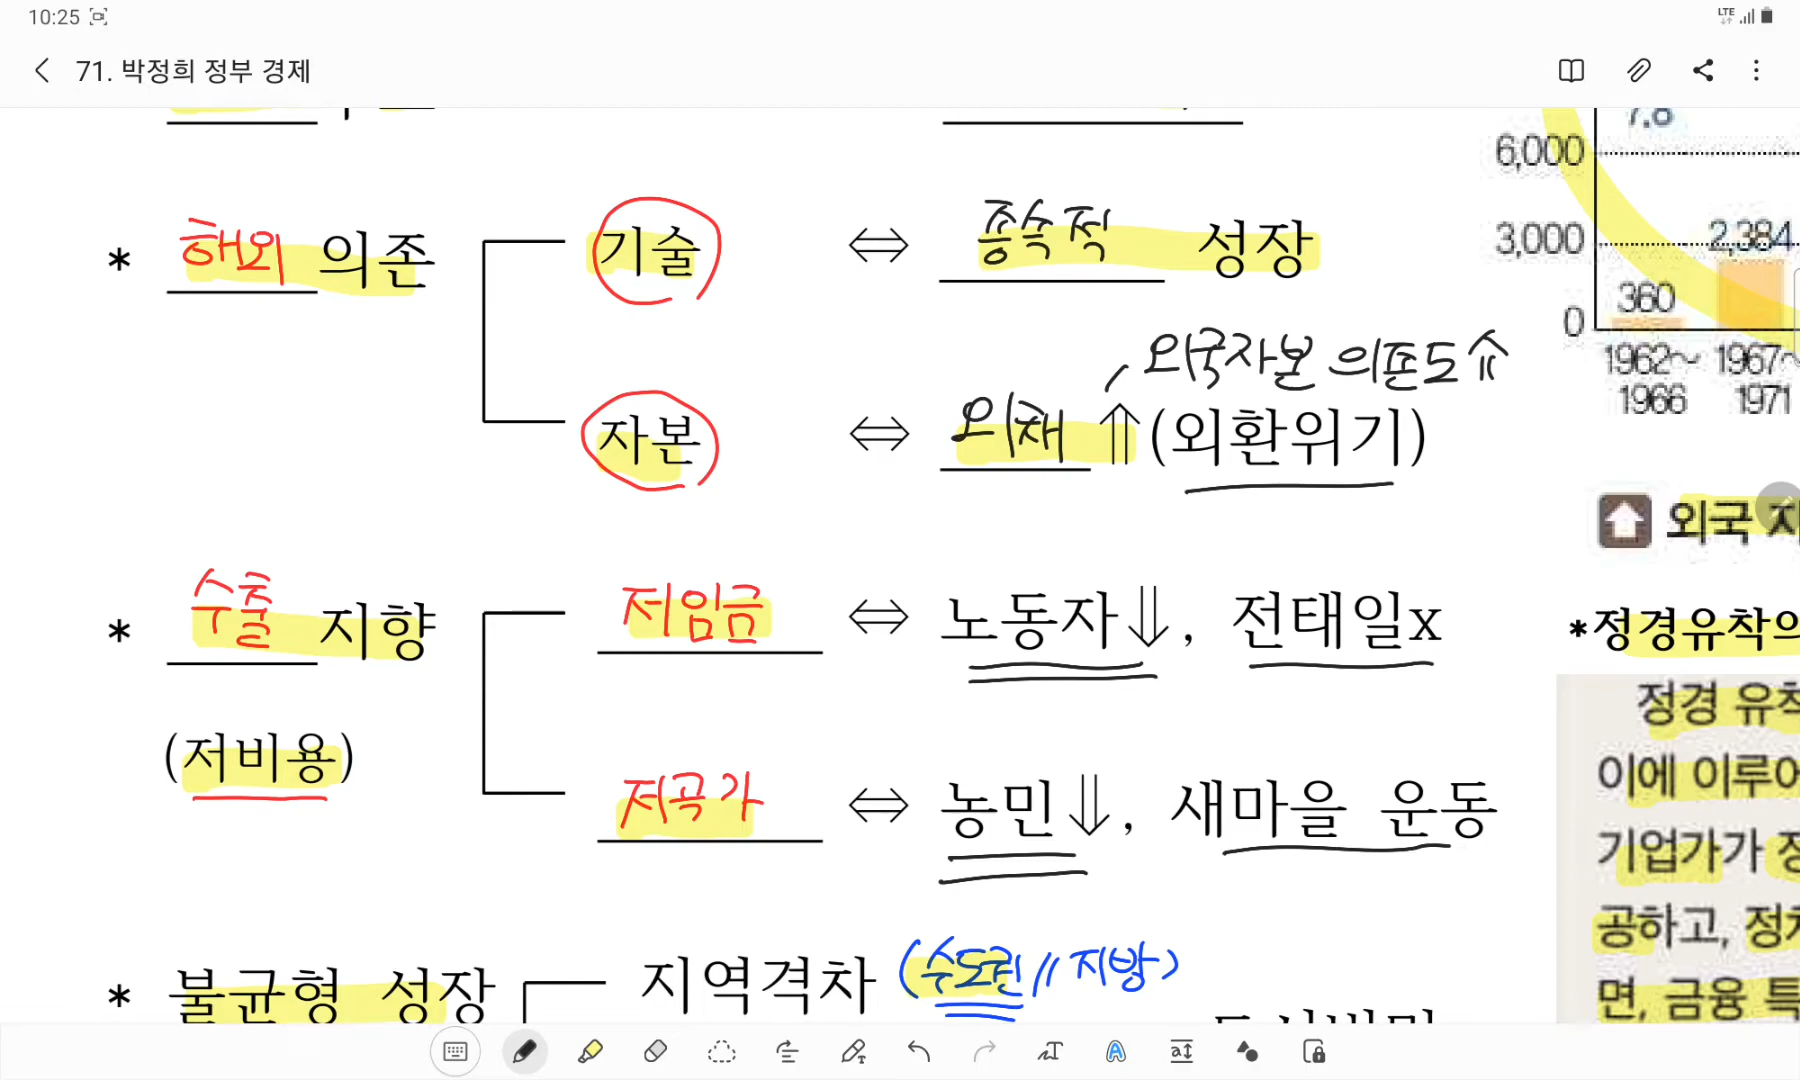 10:25
LTE
71. 박정희 정부 경제
7.8
6,000
* 해외 의존 기술 ⇔ 종속적 성장
3,000 2,384
360
0
, 외국자본 의존도 ⇑
1962~ 1967~
1966 1971
자본 ⇔ 외채 ⇑ (외환위기)
외국 자
* 수출 지향 저임금 ⇔ 노동자⇓, 전태일x
*정경유착의
정경 유착
(저비용)
이에 이루어
저곡가 ⇔ 농민⇓, 새마을 운동
기업가가 정
공하고, 정치
* 불균형 성장 지역격차 (수도권 // 지방)
면, 금융 특